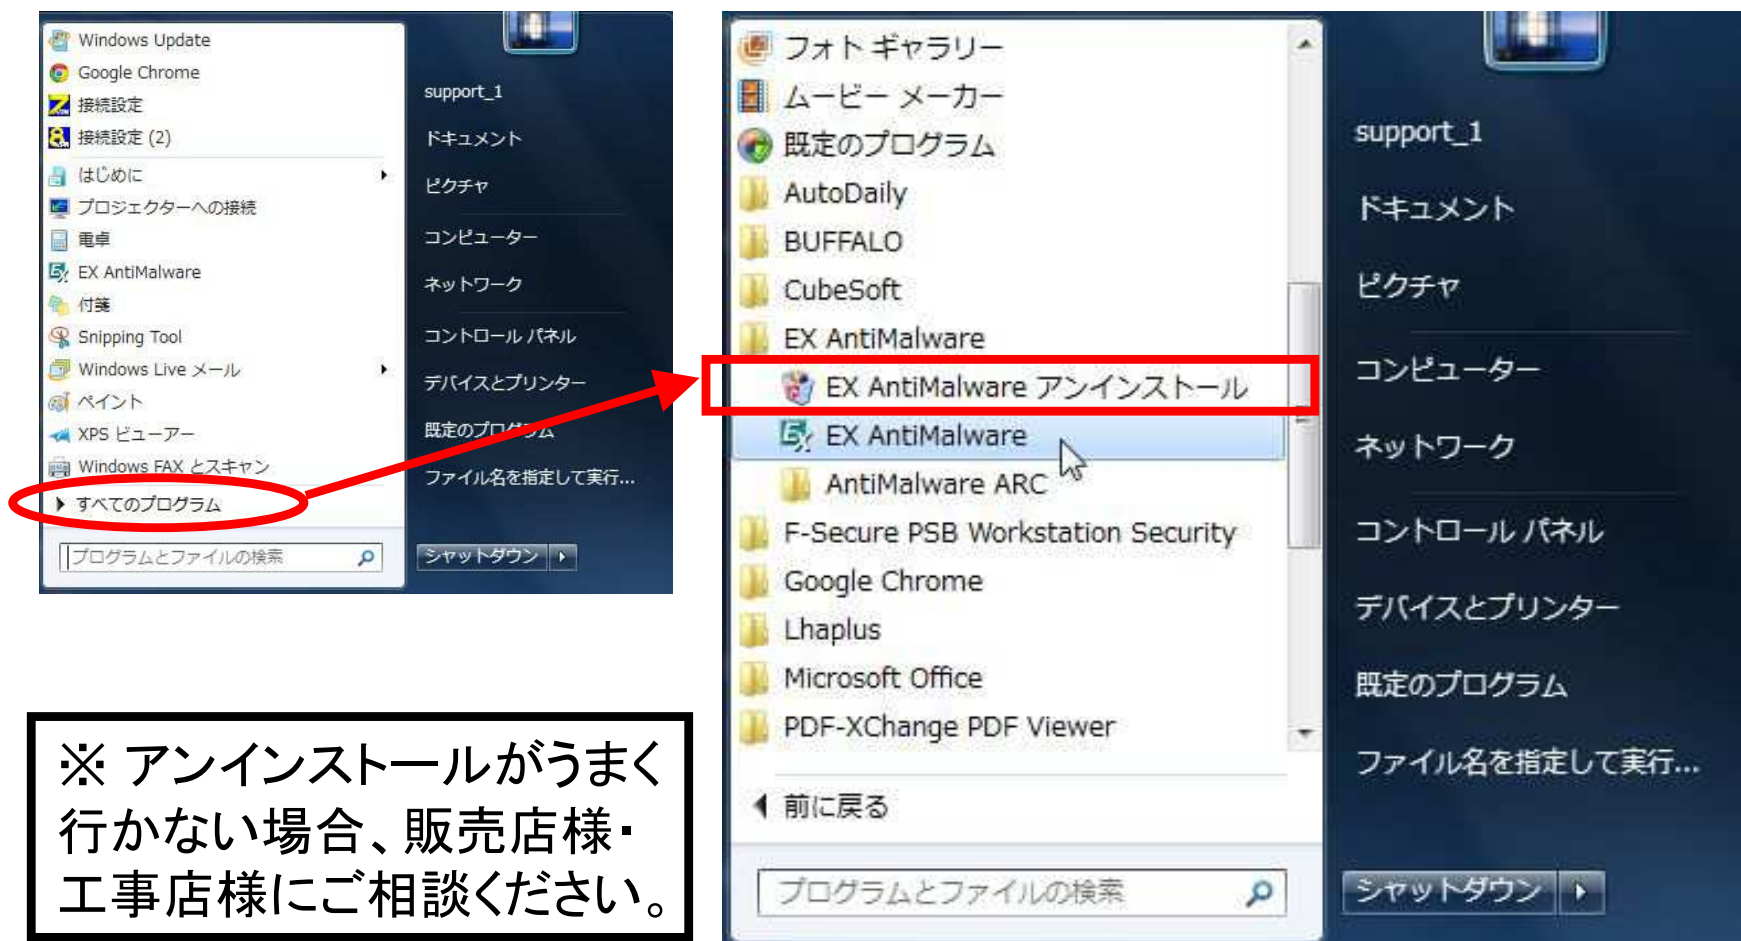 Windows Update
Google Chrome
接続設定
接続設定 (2)
はじめに
プロジェクターへの接続
電卓
EX AntiMalware
付箋
Snipping Tool
Windows Live メール
ペイント
XPS ビューアー
Windows FAX とスキャン
すべてのプログラム
プログラムとファイルの検索
support_1
ドキュメント
ピクチャ
コンピューター
ネットワーク
コントロール パネル
デバイスとプリンター
既定のプログラム
ファイル名を指定して実行...
シャットダウン
※ アンインストールがうまく
行かない場合、販売店様・
工事店様にご相談ください。
フォト ギャラリー
ムービー メーカー
既定のプログラム
AutoDaily
BUFFALO
CubeSoft
EX AntiMalware
EX AntiMalware アンインストール
EX AntiMalware
AntiMalware ARC
F-Secure PSB Workstation Security
Google Chrome
Lhaplus
Microsoft Office
PDF-XChange PDF Viewer
前に戻る
プログラムとファイルの検索
support_1
ドキュメント
ピクチャ
コンピューター
ネットワーク
コントロール パネル
デバイスとプリンター
既定のプログラム
ファイル名を指定して実行...
シャットダウン